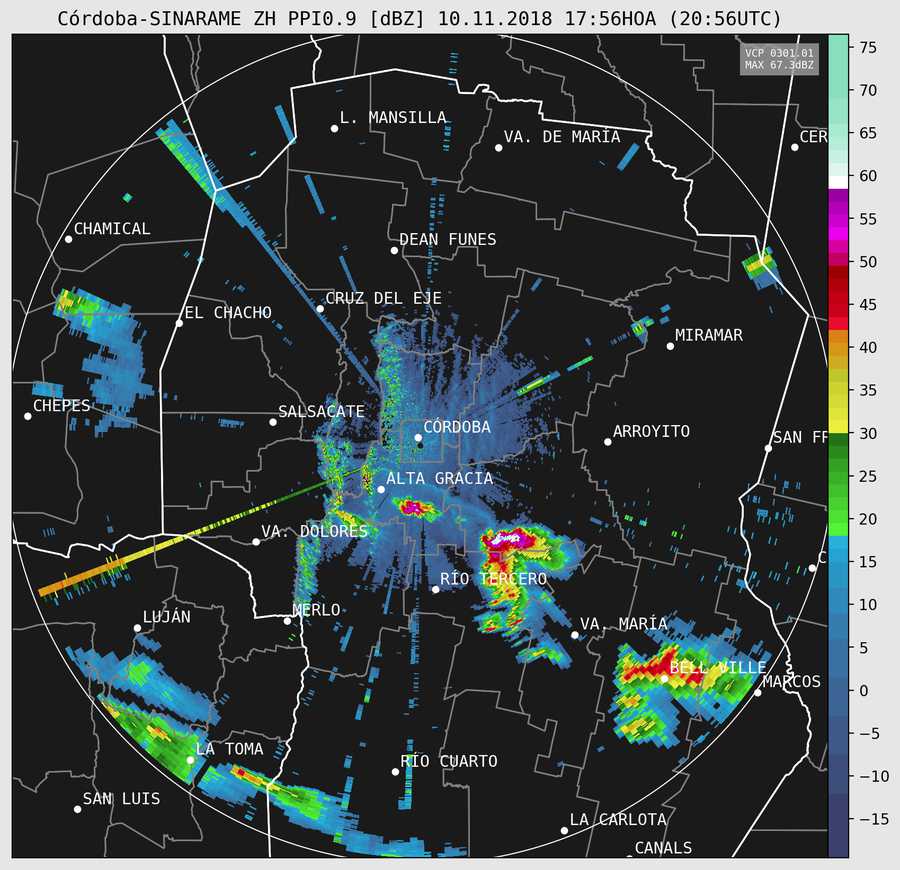 Córdoba-SINARAME ZH PPI0.9 [dBZ] 10.11.2018 17:56HOA (20:56UTC)
VCP 0301.01
MAX 67.3dBZ
L. MANSILLA
VA. DE MARÍA
CER
CHAMICAL
DEAN FUNES
CRUZ DEL EJE
EL CHACHO
MIRAMAR
CHEPES
SALSACATE
CÓRDOBA
ARROYITO
SAN FR
ALTA GRACIA
VA. DOLORES
C
RÍO TERCERO
LUJÁN
MERLO
VA. MARÍA
BELL VILLE
MARCOS
LA TOMA
RÍO CUARTO
SAN LUIS
LA CARLOTA
CANALS
75
70
65
60
55
50
45
40
35
30
25
20
15
10
5
0
−5
−10
−15